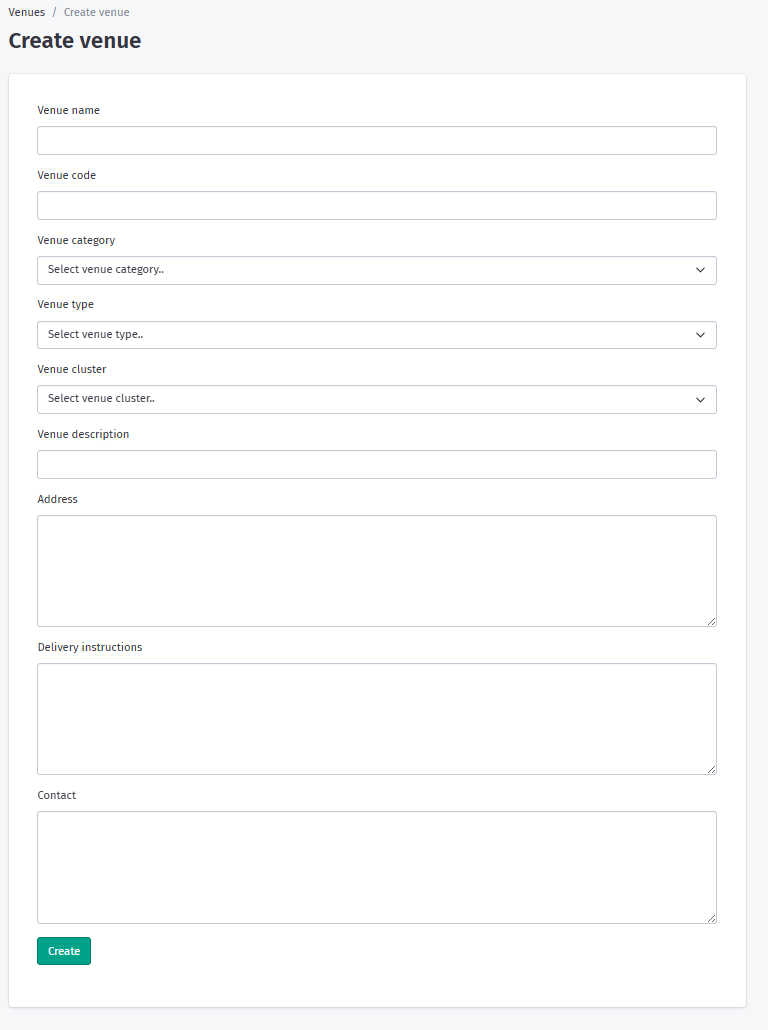 Venues / Create venue
Create venue
Venue name
Venue code
Venue category
Select venue category..
Venue type
Select venue type..
Venue cluster
Select venue cluster..
Venue description
Address
Delivery instructions
Contact
Create